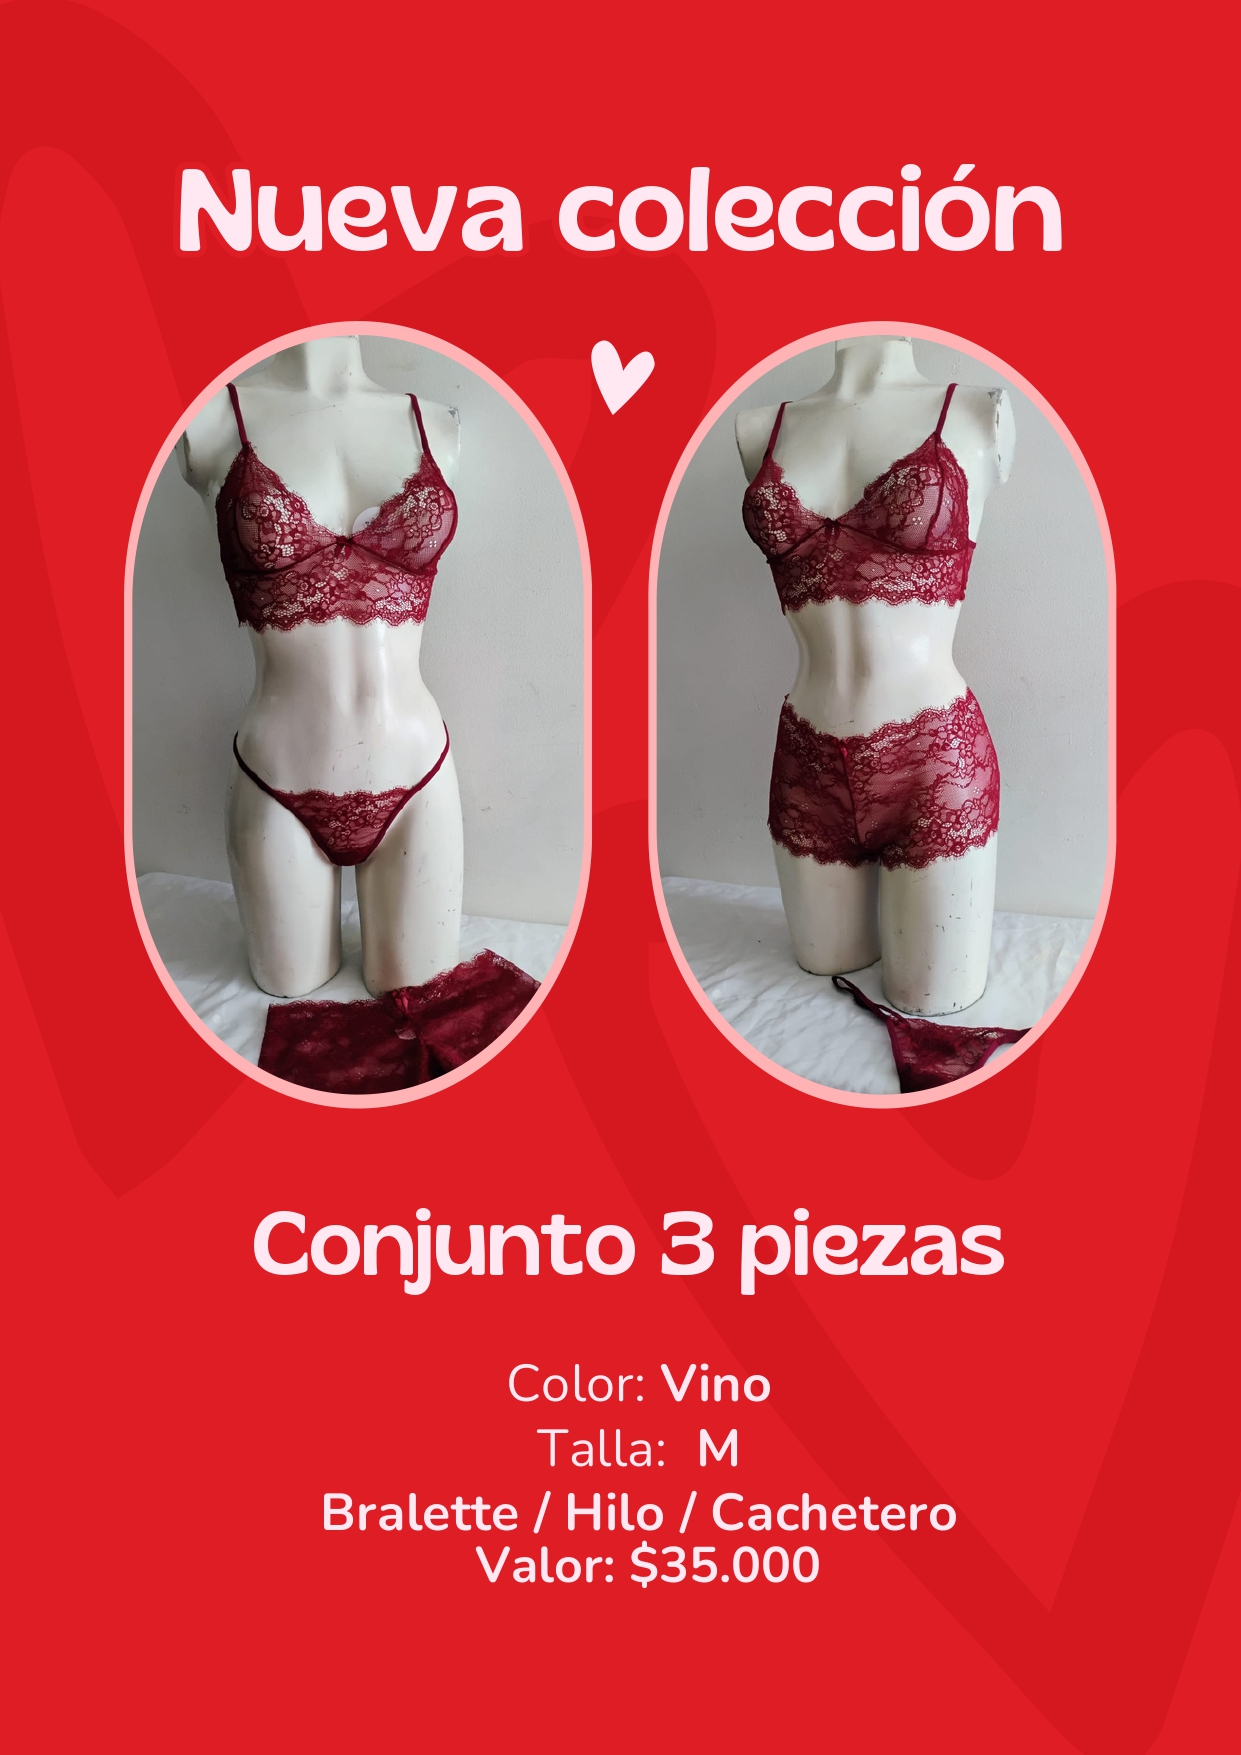 Nueva colección
Conjunto 3 piezas
Color: Vino
Talla: M
Bralette / Hilo / Cachetero
Valor: $35.000